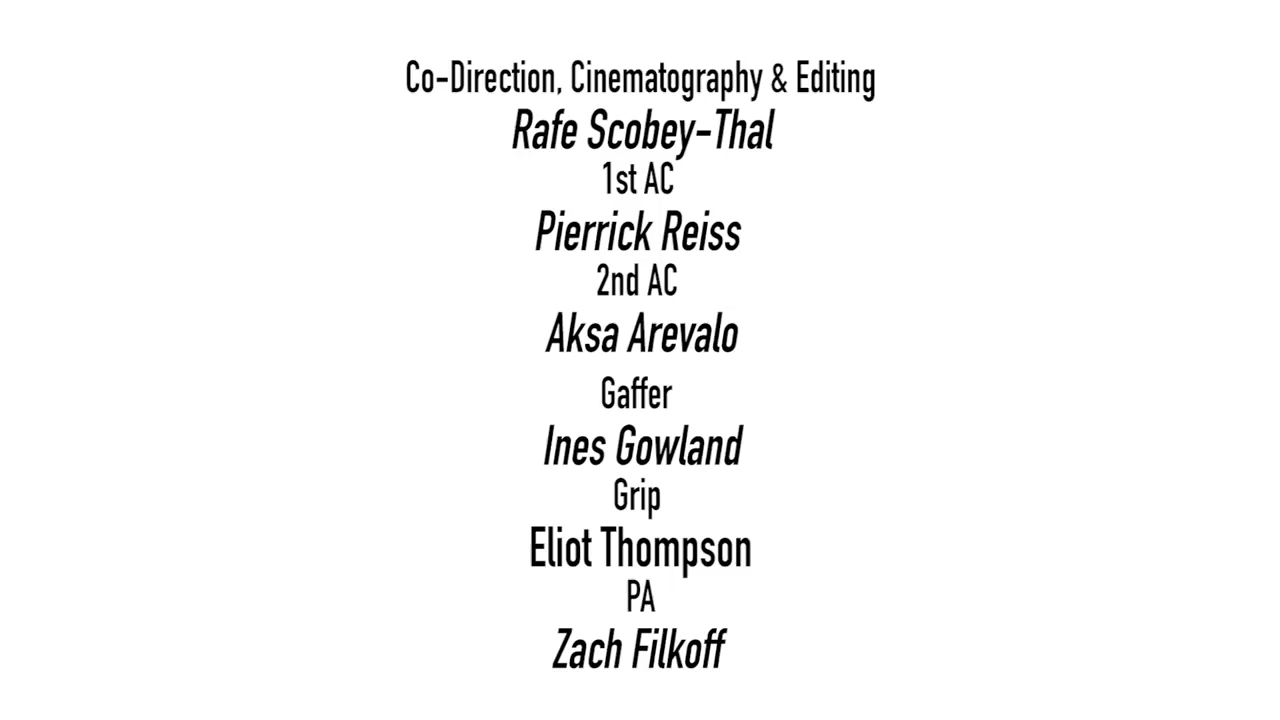 Co-Direction, Cinematography & Editing
Rafe Scobey-Thal
1st AC
Pierrick Reiss
2nd AC
Aksa Arevalo
Gaffer
Ines Gowland
Grip
Eliot Thompson
PA
Zach Filkoff